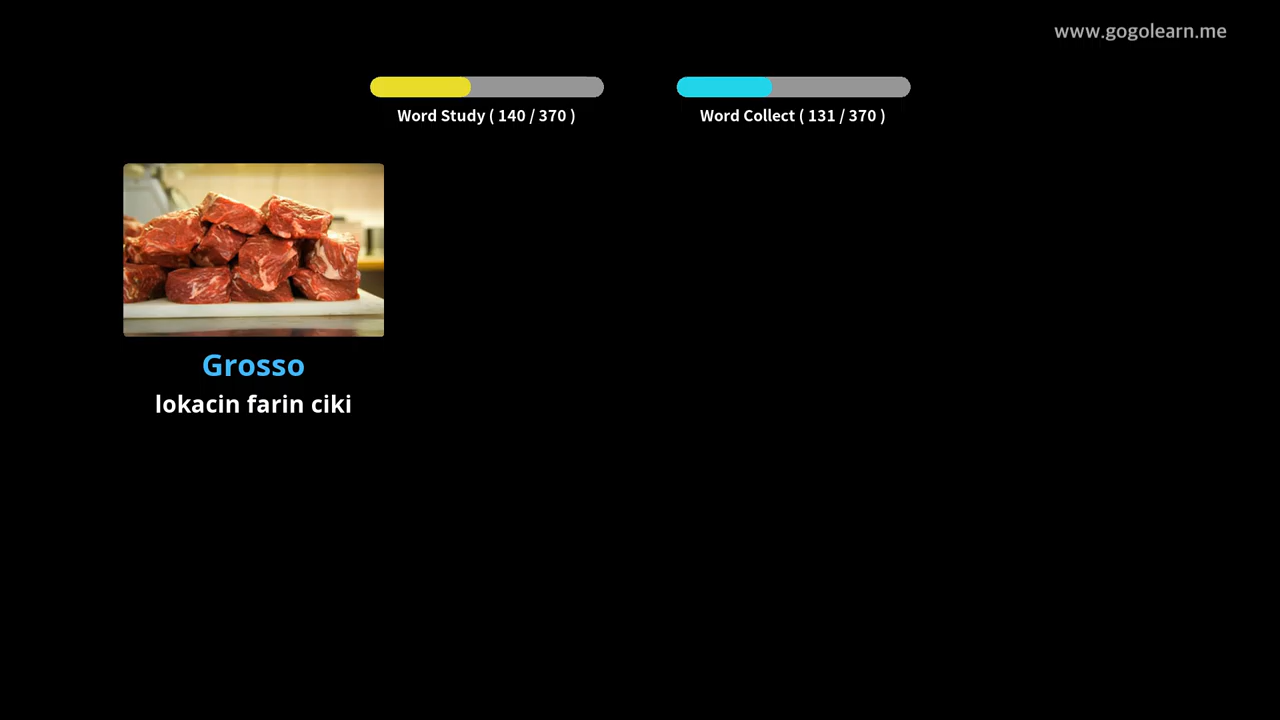 www.gogolearn.me
Word Study ( 140 / 370 )
Word Collect ( 131 / 370 )
Grosso
lokacin farin ciki